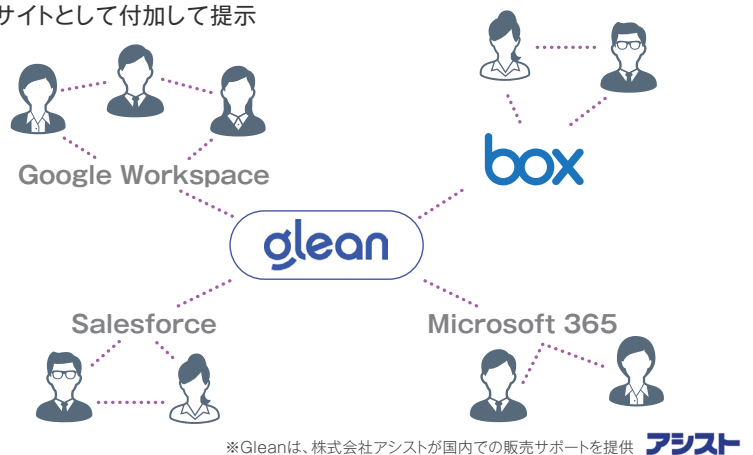 サイトとして付加して提示
Google Workspace
box
glean
Salesforce
Microsoft 365
※Gleanは、株式会社アシストが国内での販売サポートを提供 アシスト